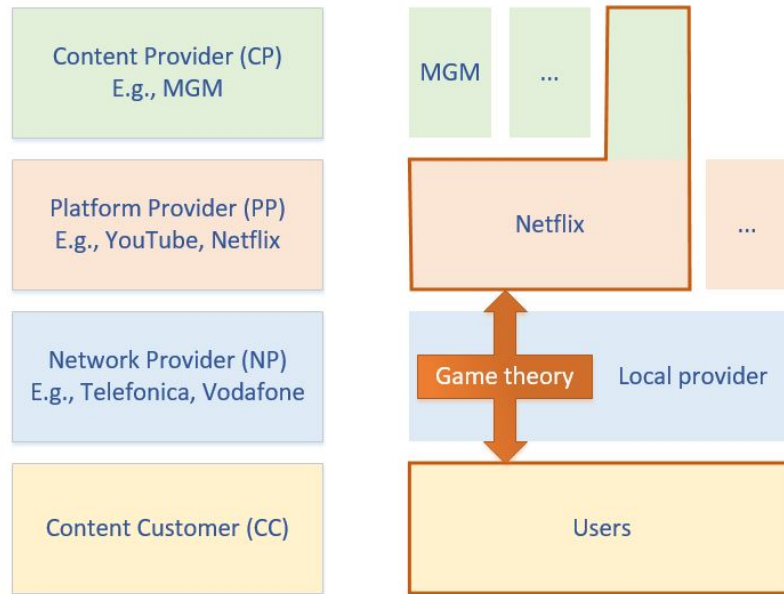 Content Provider (CP)
E.g., MGM
MGM
...
Platform Provider (PP)
E.g., YouTube, Netflix
Netflix
...
Network Provider (NP)
E.g., Telefonica, Vodafone
Game theory
Local provider
Content Customer (CC)
Users